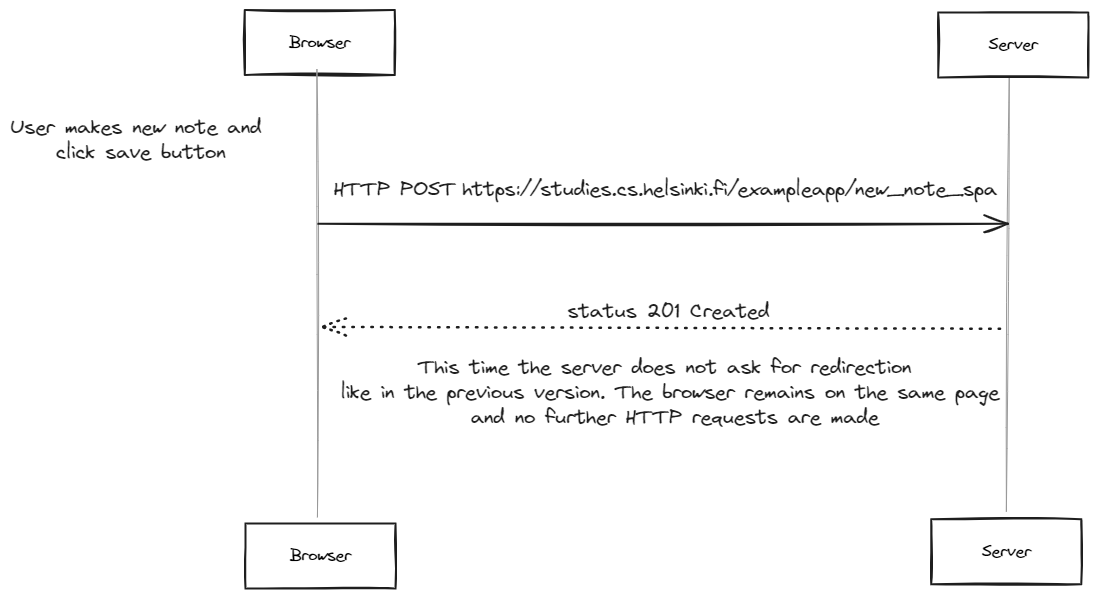 Browser
Server
User makes new note and
click save button
HTTP POST https://studies.cs.helsinki.fi/exampleapp/new_note_spa
status 201 Created
This time the server does not ask for redirection
like in the previous version. The browser remains on the same page
and no further HTTP requests are made
Browser
Server